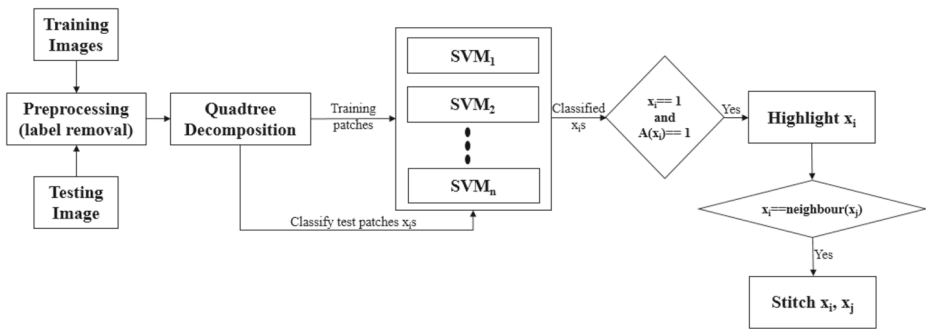 Training
Images
Preprocessing
(label removal)
Testing
Image
Quadtree
Decomposition
Training
patches
Classify test patches xᵢs
SVM₁
SVM₂
SVMₙ
Classified
xᵢs
xᵢ== 1
and
A(xᵢ)== 1
Yes
Highlight xᵢ
xᵢ==neighbour(xⱼ)
Yes
Stitch xᵢ, xⱼ